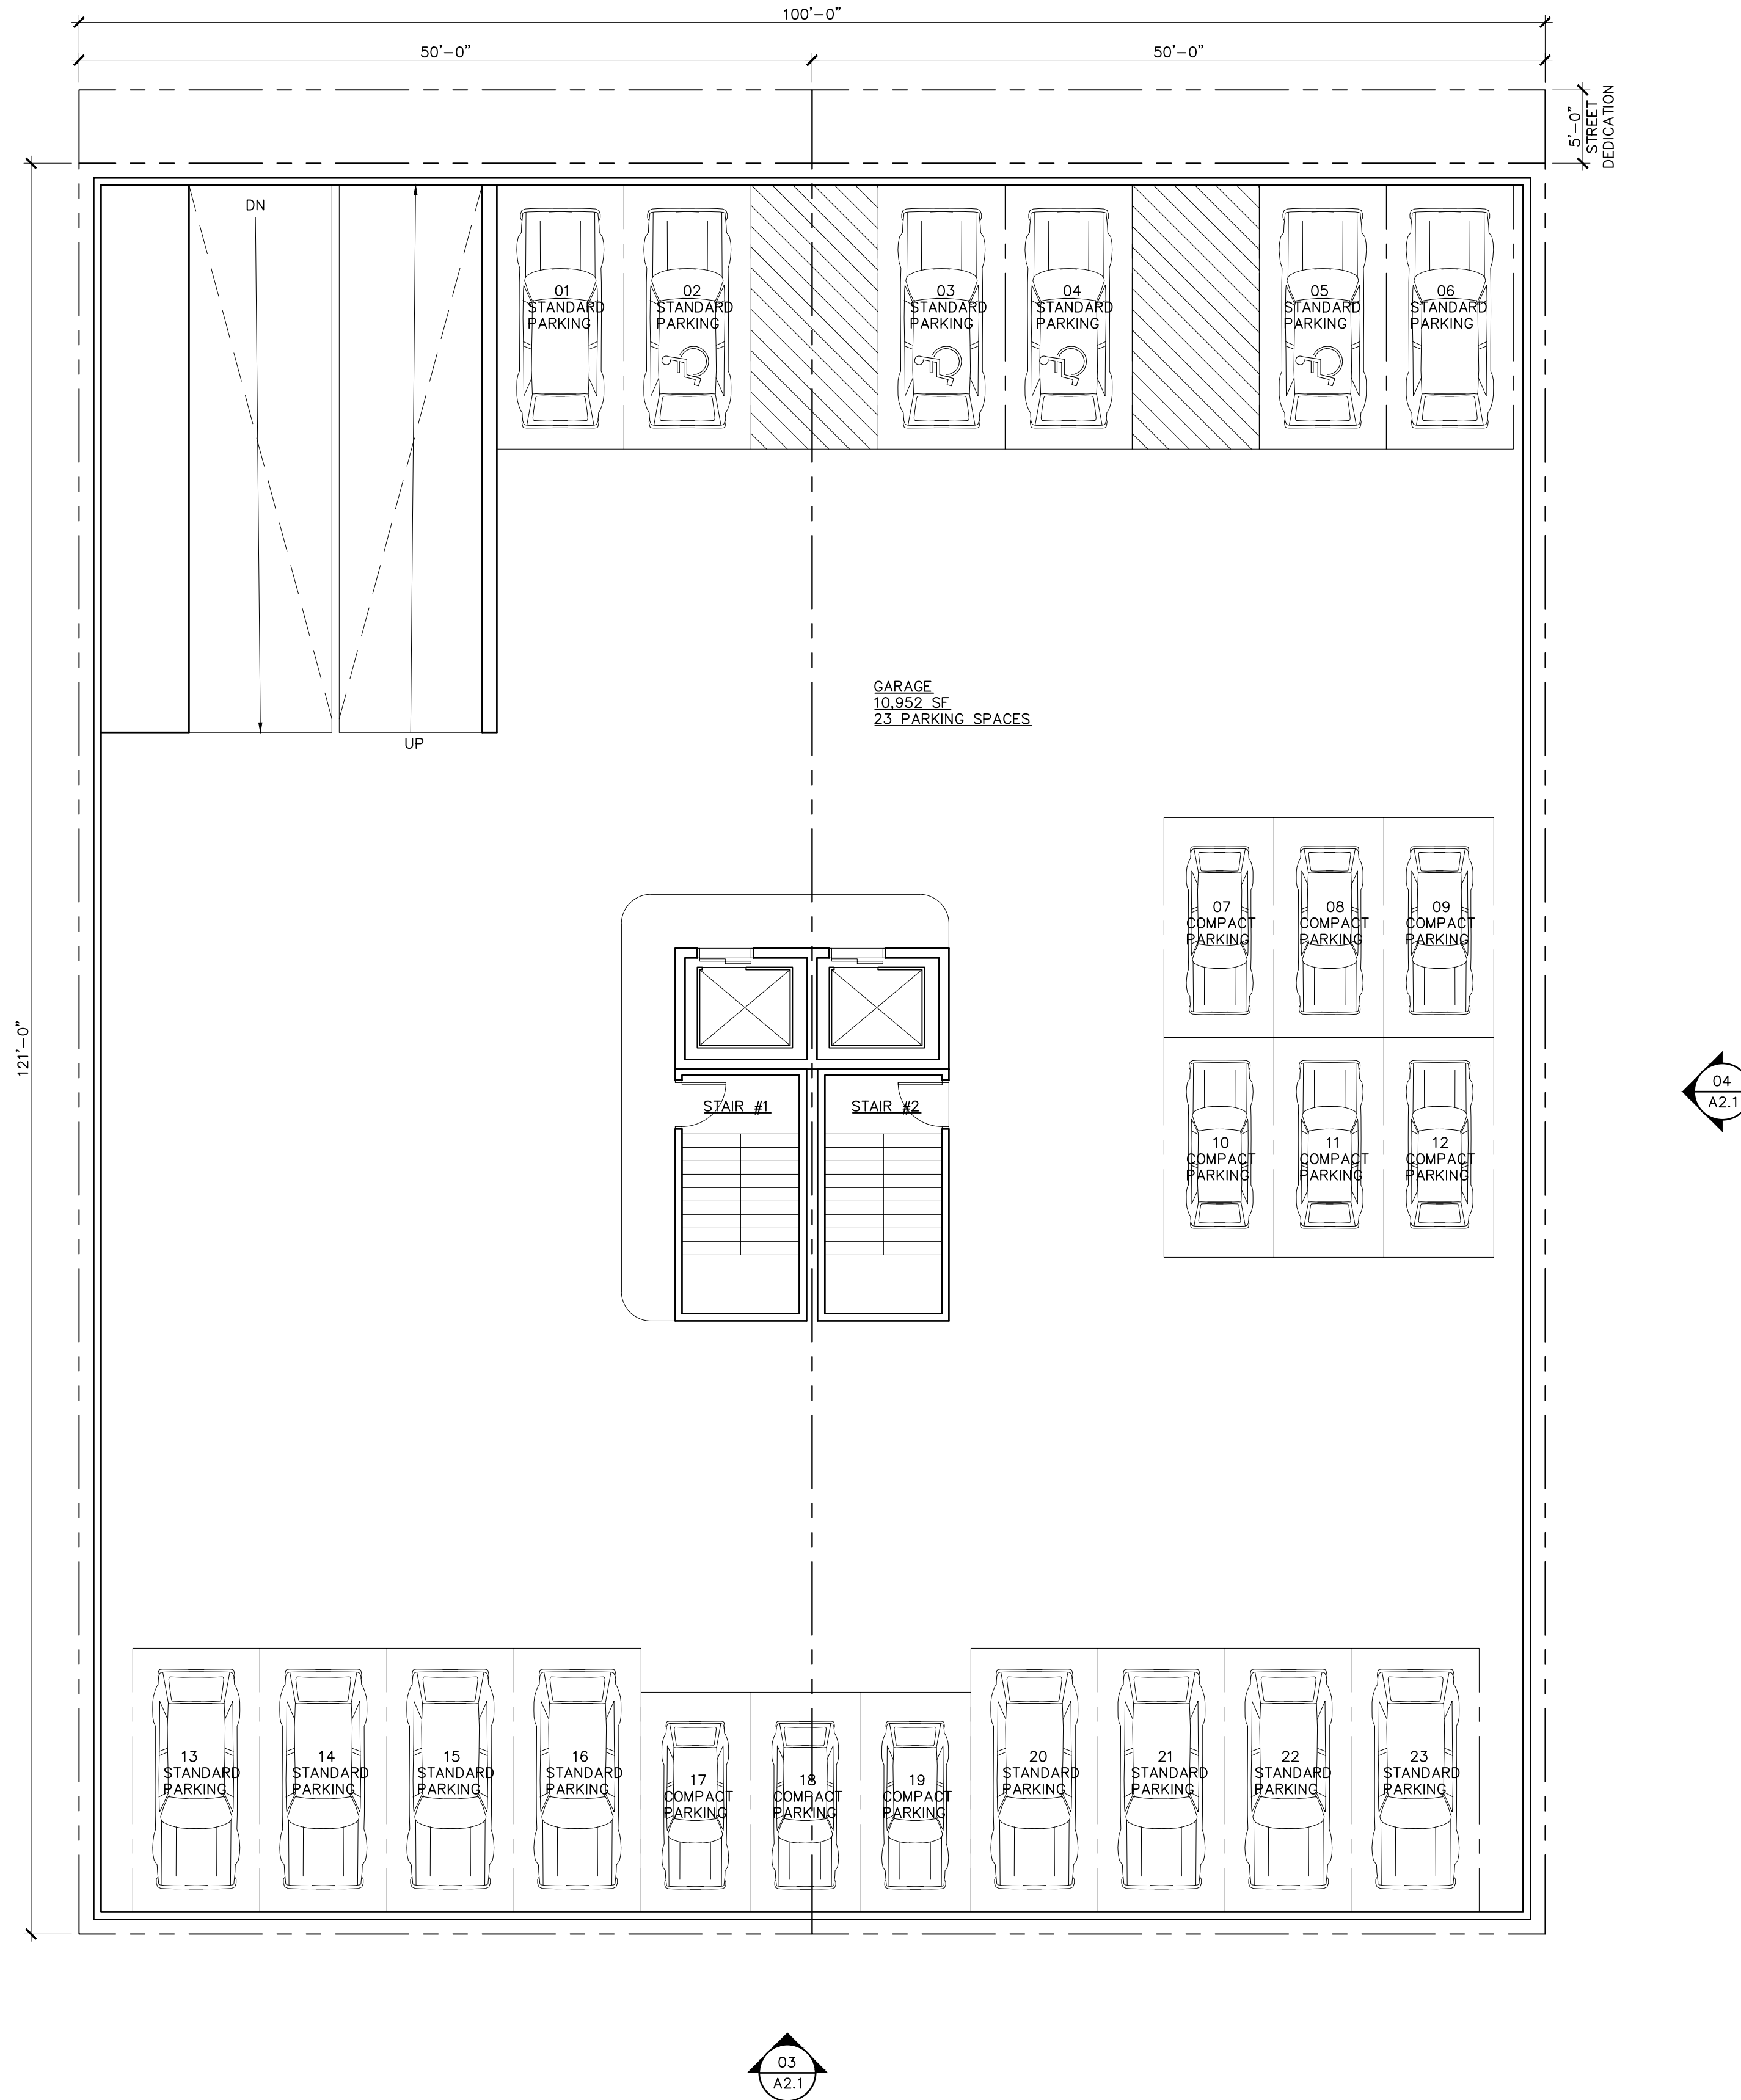 100'-0"
50'-0"
50'-0"
5'-0"
STREET
DEDICATION
DN
UP
01
STANDARD
PARKING
02
STANDARD
PARKING
03
STANDARD
PARKING
04
STANDARD
PARKING
05
STANDARD
PARKING
06
STANDARD
PARKING
GARAGE
10,952 SF
23 PARKING SPACES
07
COMPACT
PARKING
08
COMPACT
PARKING
09
COMPACT
PARKING
121'-0"
04
A2.1
STAIR #1
STAIR #2
10
COMPACT
PARKING
11
COMPACT
PARKING
12
COMPACT
PARKING
13
STANDARD
PARKING
14
STANDARD
PARKING
15
STANDARD
PARKING
16
STANDARD
PARKING
17
COMPACT
PARKING
18
COMPACT
PARKING
19
COMPACT
PARKING
20
STANDARD
PARKING
21
STANDARD
PARKING
22
STANDARD
PARKING
23
STANDARD
PARKING
03
A2.1